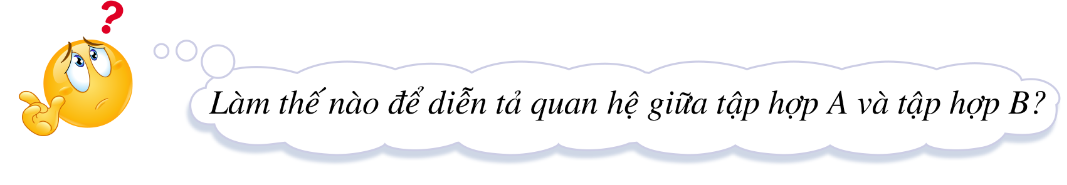 ?
Làm thế nào để diễn tả quan hệ giữa tập hợp A và tập hợp B?